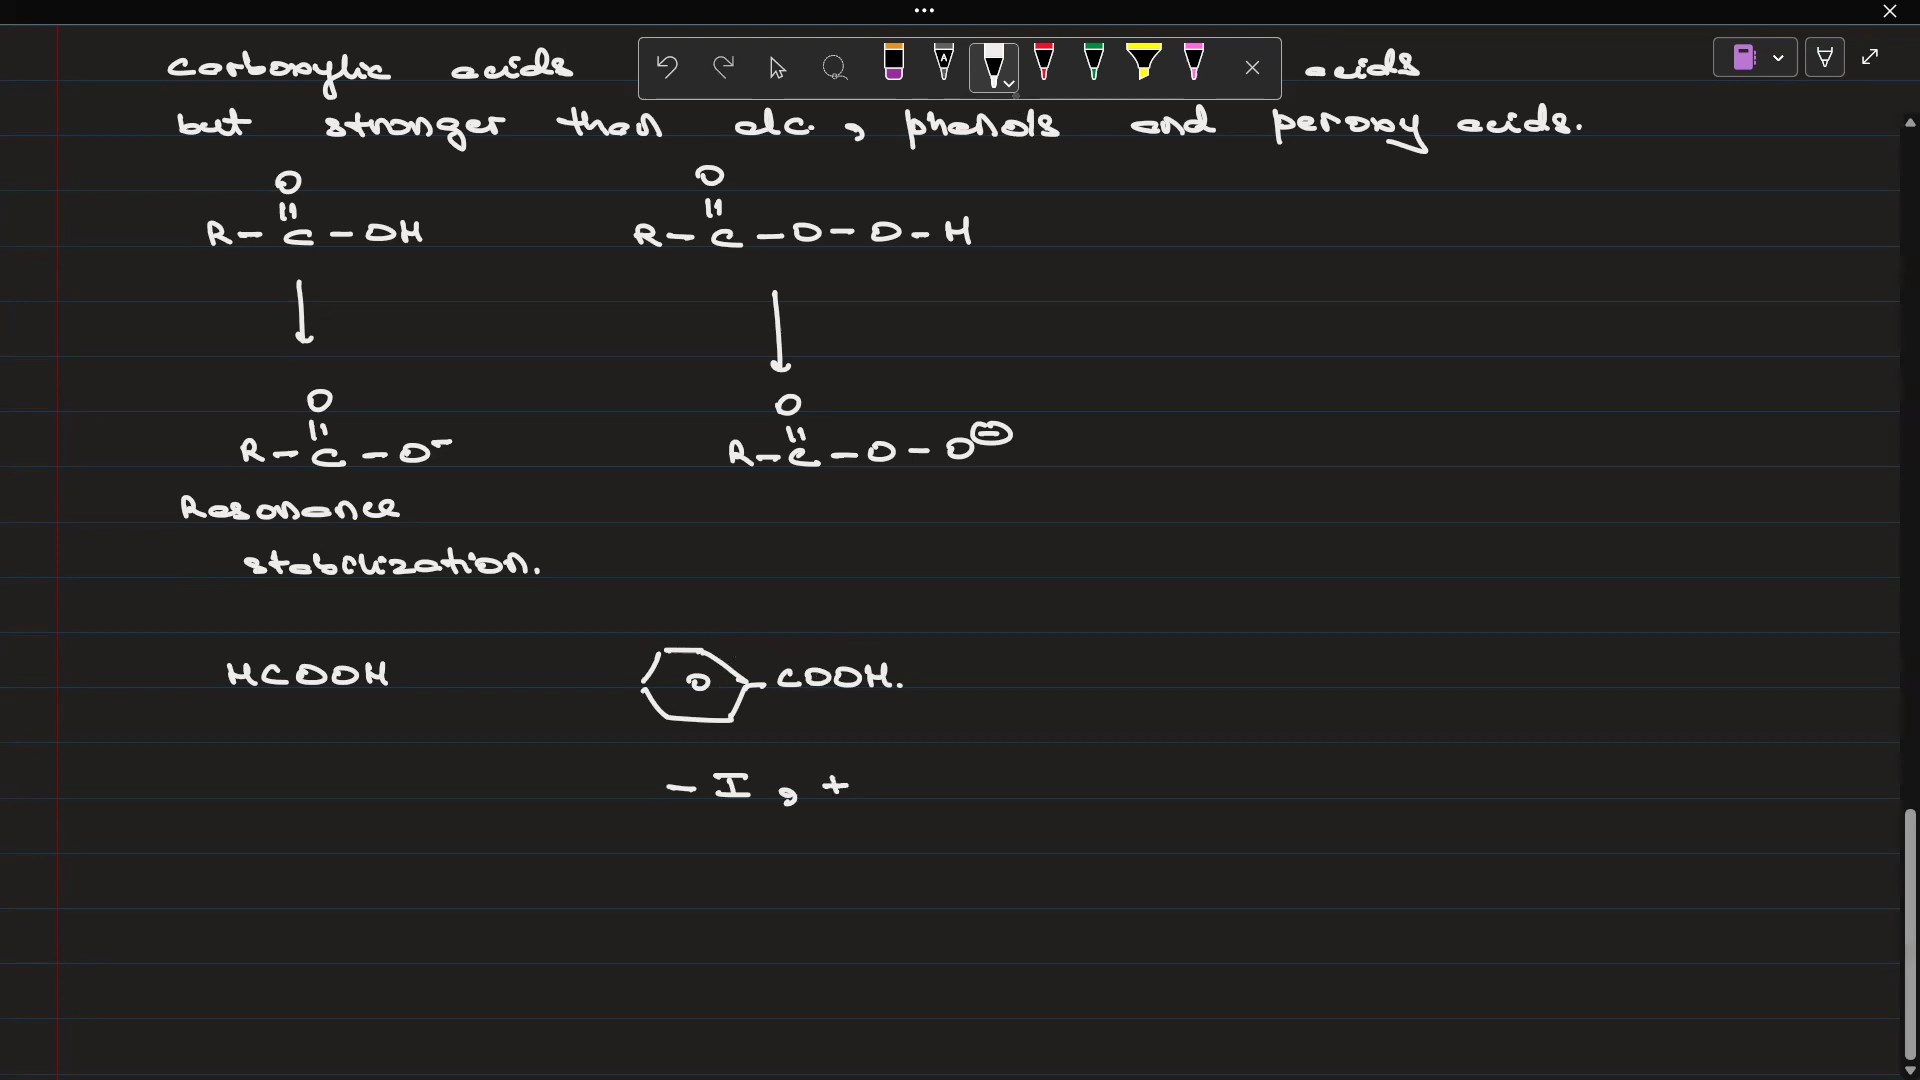 carboxylic acids acids
but stronger than alc., phenols and peroxy acids.
O O
|| ||
R-C-OH R-C-O-O-H
O O
|| ||
R-C-O⁻ R-C-O-O⊖
Resonance
stabilization.
HCOOH COOH.
-I, +